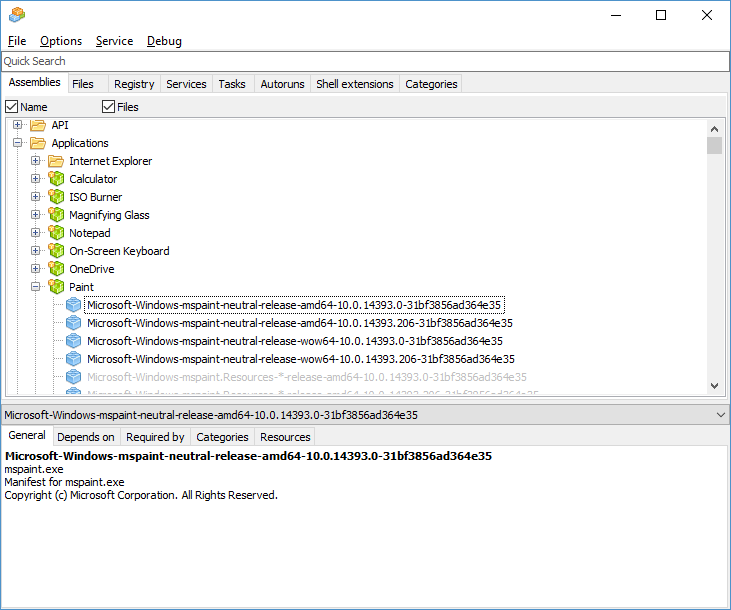 File Options Service Debug
Quick Search
Assemblies Files Registry Services Tasks Autoruns Shell extensions Categories
Name Files
API
Applications
Internet Explorer
Calculator
ISO Burner
Magnifying Glass
Notepad
On-Screen Keyboard
OneDrive
Paint
Microsoft-Windows-mspaint-neutral-release-amd64-10.0.14393.0-31bf3856ad364e35
Microsoft-Windows-mspaint-neutral-release-amd64-10.0.14393.206-31bf3856ad364e35
Microsoft-Windows-mspaint-neutral-release-wow64-10.0.14393.0-31bf3856ad364e35
Microsoft-Windows-mspaint-neutral-release-wow64-10.0.14393.206-31bf3856ad364e35
Microsoft-Windows-mspaint.Resources-*-release-amd64-10.0.14393.0-31bf3856ad364e35
Microsoft-Windows-mspaint-neutral-release-amd64-10.0.14393.0-31bf3856ad364e35
General Depends on Required by Categories Resources
Microsoft-Windows-mspaint-neutral-release-amd64-10.0.14393.0-31bf3856ad364e35
mspaint.exe
Manifest for mspaint.exe
Copyright (c) Microsoft Corporation. All Rights Reserved.